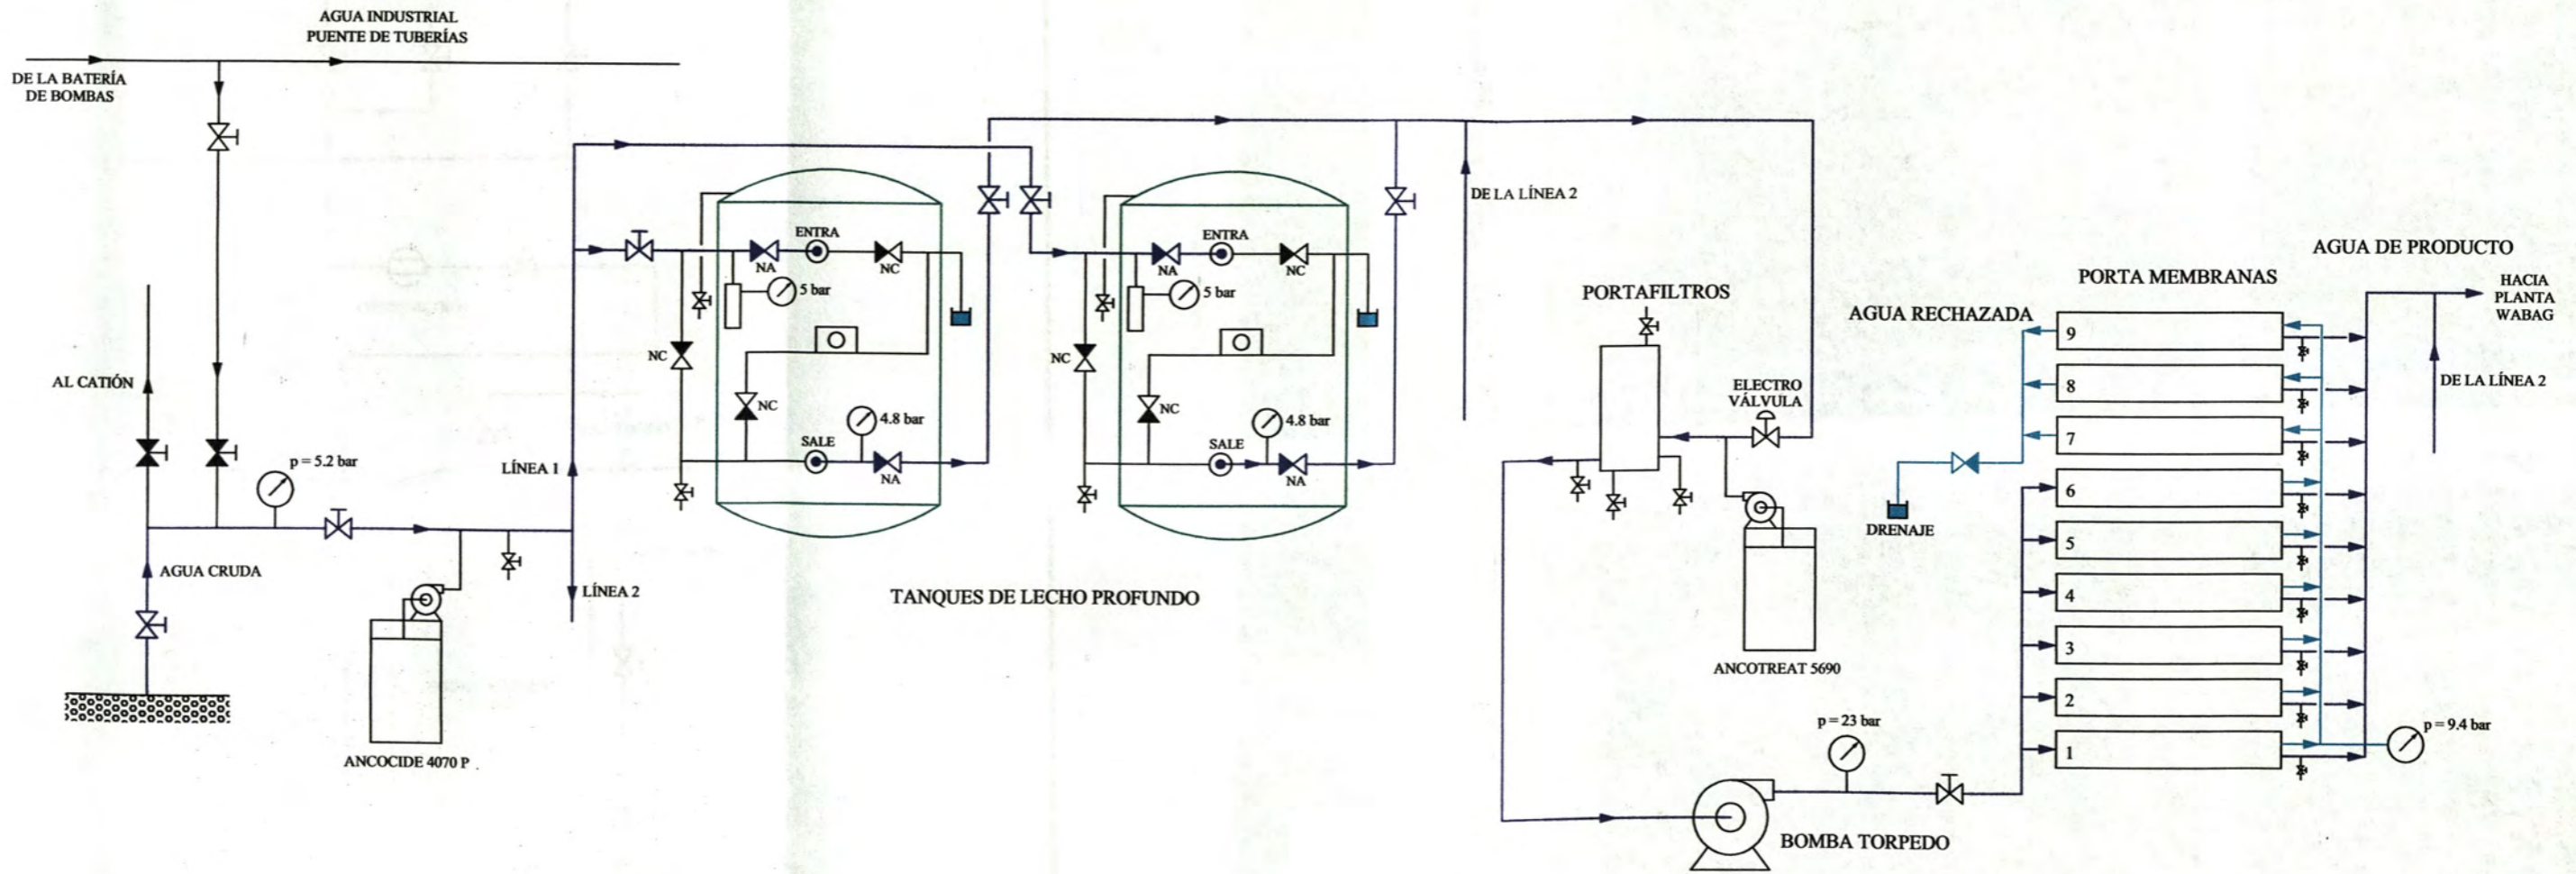 AGUA INDUSTRIAL
PUENTE DE TUBERÍAS
DE LA BATERÍA
DE BOMBAS
AL CATIÓN
p = 5.2 bar
AGUA CRUDA
LÍNEA 1
LÍNEA 2
ANCOCIDE 4070 P
ENTRA
NA
NC
5 bar
NC
NC
4.8 bar
SALE
NA
ENTRA
NA
NC
5 bar
NC
NC
4.8 bar
SALE
NA
TANQUES DE LECHO PROFUNDO
DE LA LÍNEA 2
PORTAFILTROS
ELECTRO
VÁLVULA
ANCOTREAT 5690
BOMBA TORPEDO
p = 23 bar
AGUA RECHAZADA
DRENAJE
PORTA MEMBRANAS
9
8
7
6
5
4
3
2
1
AGUA DE PRODUCTO
HACIA
PLANTA
WABAG
DE LA LÍNEA 2
p = 9.4 bar